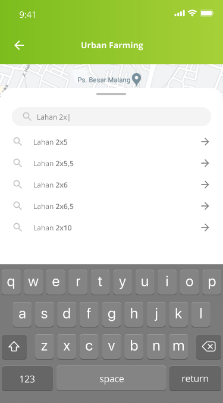 9:41
Urban Farming
Ps. Besar Malang
Lahan 2x|
Lahan 2x5
Lahan 2x5,5
Lahan 2x6
Lahan 2x6,5
Lahan 2x10
q w e r t y u i o p
a s d f g h j k l
z x c v b n m
123 space return